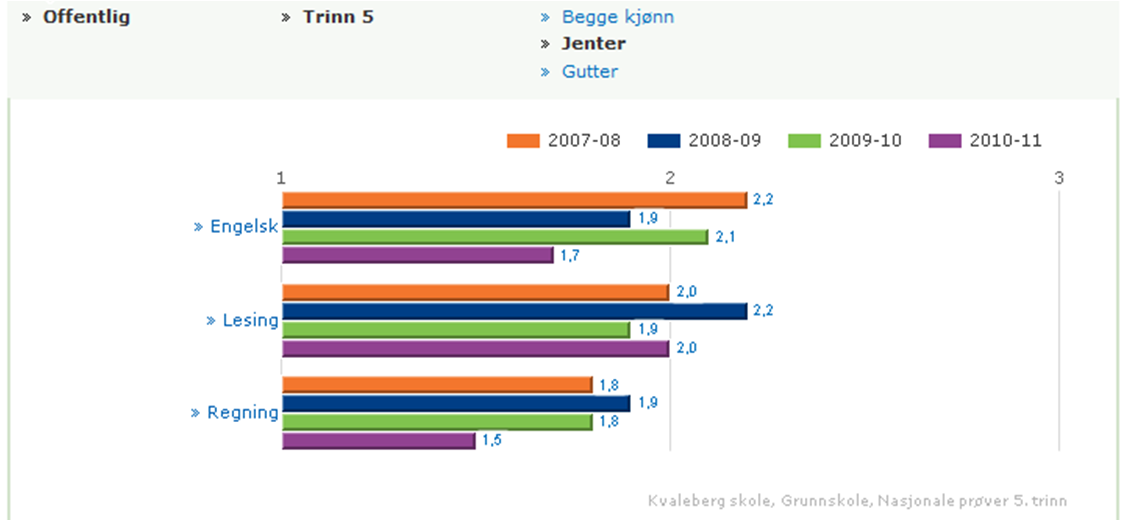 » Offentlig » Trinn 5 » Begge kjønn
» Jenter
» Gutter
2007-08 2008-09 2009-10 2010-11
1 2 3
2,2
1,9
» Engelsk
2,1
1,7
2,0
2,2
» Lesing
1,9
2,0
1,8
1,9
» Regning
1,8
1,5
Kvaleberg skole, Grunnskole, Nasjonale prøver 5. trinn